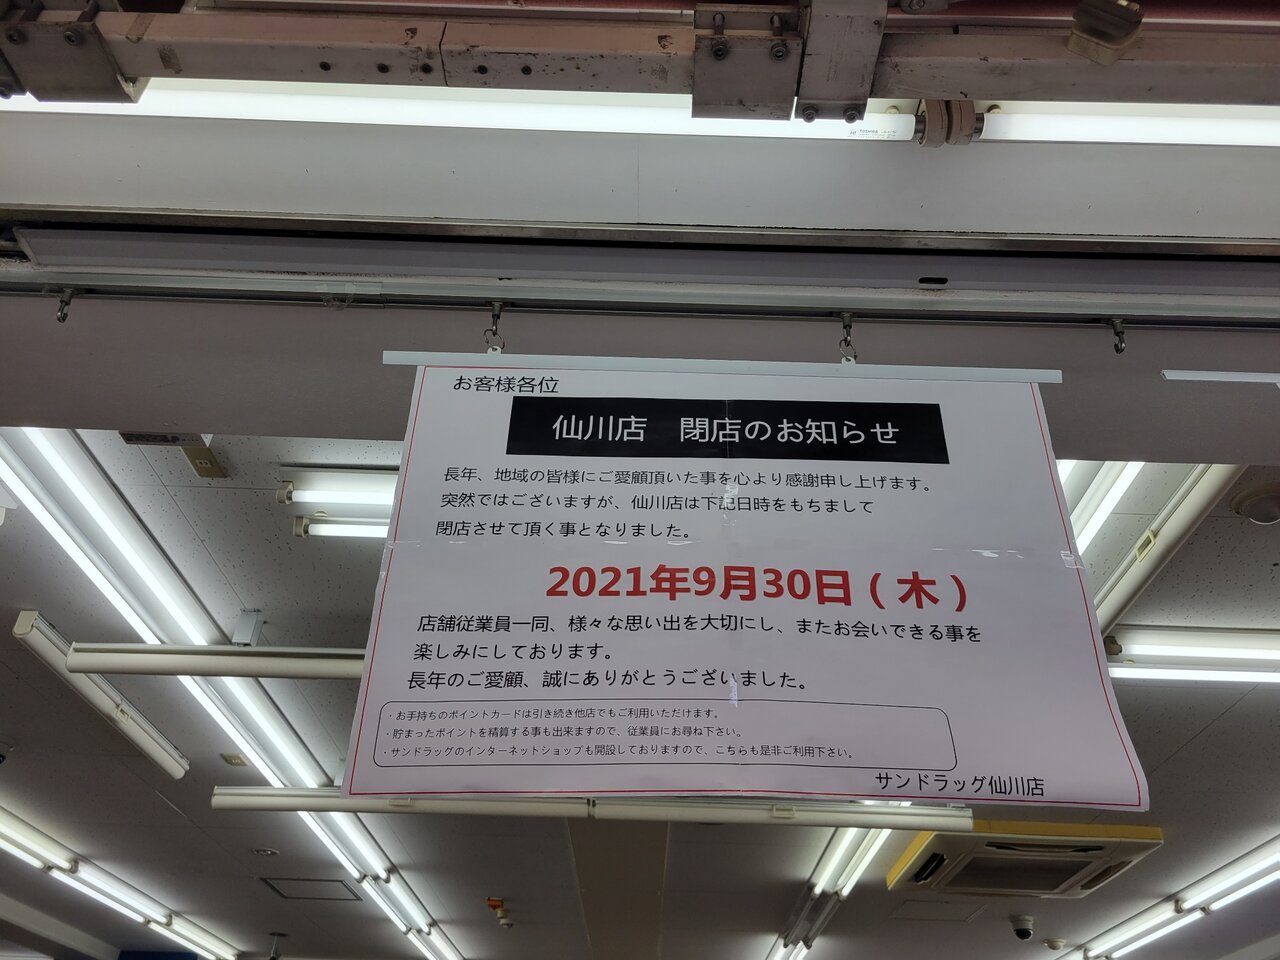 TOSHIBA
お客様各位
仙川店　閉店のお知らせ
長年、地域の皆様にご愛顧頂いた事を心より感謝申し上げます。
突然ではございますが、仙川店は下記日時をもちまして
閉店させて頂く事となりました。
2021年9月30日（木）
店舗従業員一同、様々な思い出を大切にし、またお会いできる事を
楽しみにしております。
長年のご愛顧、誠にありがとうございました。
・お手持ちのポイントカードは引き続き他店でもご利用いただけます。
・貯まったポイントを精算する事も出来ますので、従業員にお尋ね下さい。
・サンドラッグのインターネットショップも開設しておりますので、こちらも是非ご利用下さい。
サンドラッグ仙川店